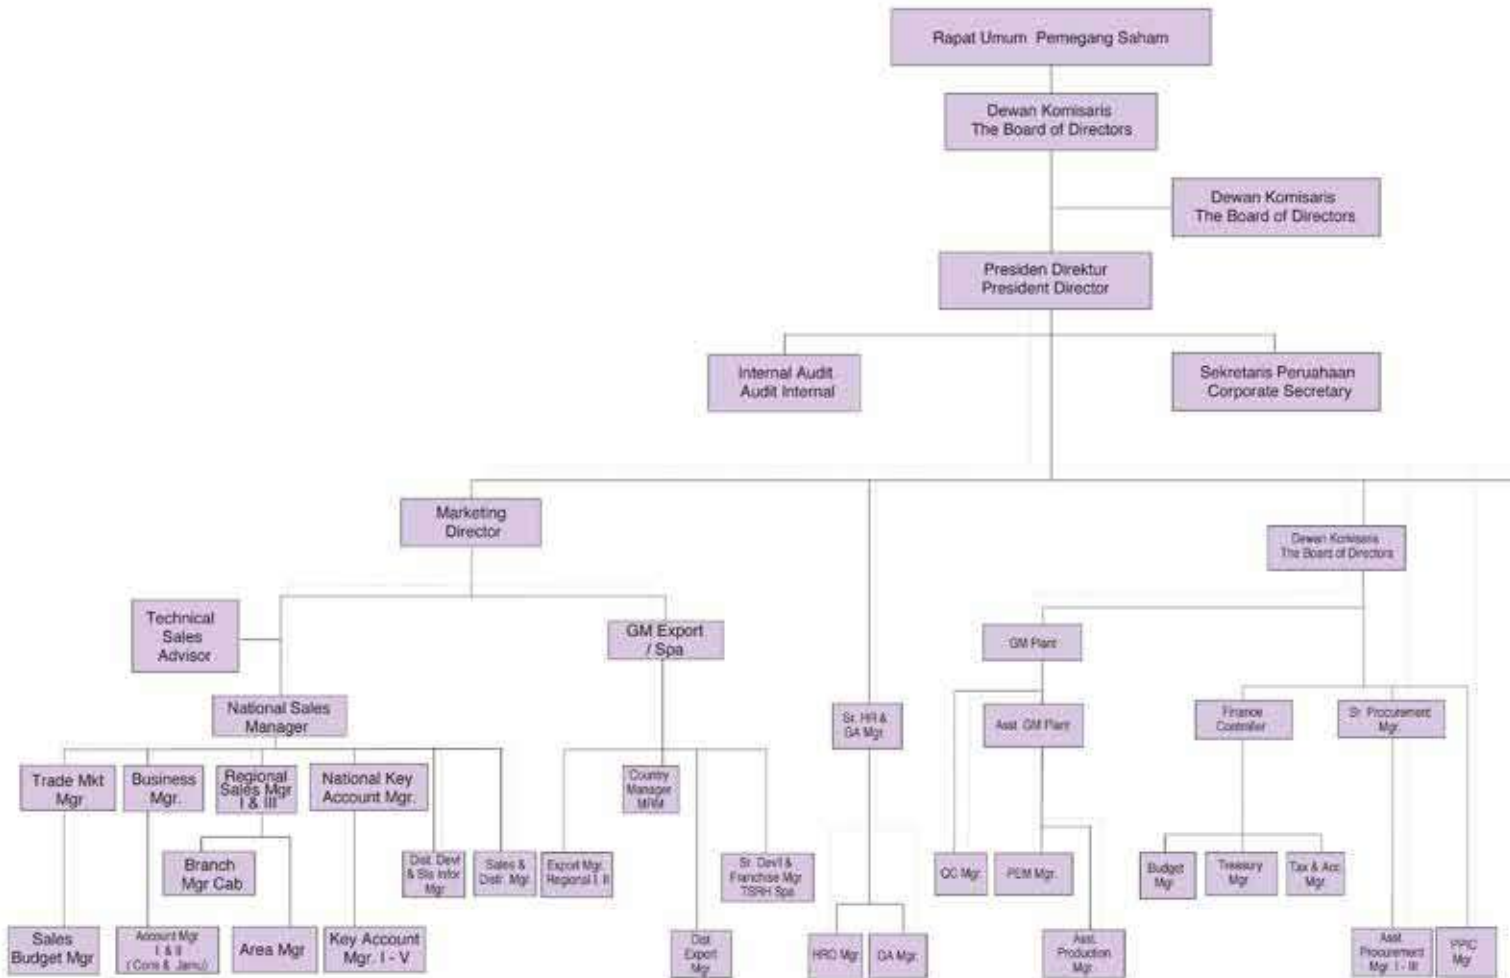 Rapat Umum Pemegang Saham
Dewan Komisaris
The Board of Directors
Dewan Komisaris
The Board of Directors
Presiden Direktur
President Director
Internal Audit
Audit Internal
Sekretaris Peruahaan
Corporate Secretary
Marketing
Director
Dewan Komisaris
The Board of Directors
Technical
Sales
Advisor
GM Export
/ Spa
GM Plant
National Sales
Manager
Sr. HR &
GA Mgr.
Asst. GM Plant
Finance
Controller
Sr. Procurement
Mgr.
Trade Mkt
Mgr
Business
Mgr.
Regional
Sales Mgr
I & III
National Key
Account Mgr.
Country
Manager
MRM
Branch
Mgr Cab
Dist. Devl
& Sls Infor.
Mgr
Sales &
Distr. Mgr.
Export Mgr.
Regional I, II
Sr. Dev'l &
Franchise Mgr
TSRH Spa
QC Mgr.
PEM Mgr.
Budget
Mgr
Treasury
Mgr
Tax & Acc
Mgr.
Sales
Budget Mgr
Account Mgr
I, & II
( Cons & Jamu)
Area Mgr
Key Account
Mgr. I - V
Dist
Export
Mgr
HRD Mgr
GA Mgr.
Asst.
Production
Mgr.
Asst
Procurement
Mgr. I - III
PPIC
Mgr